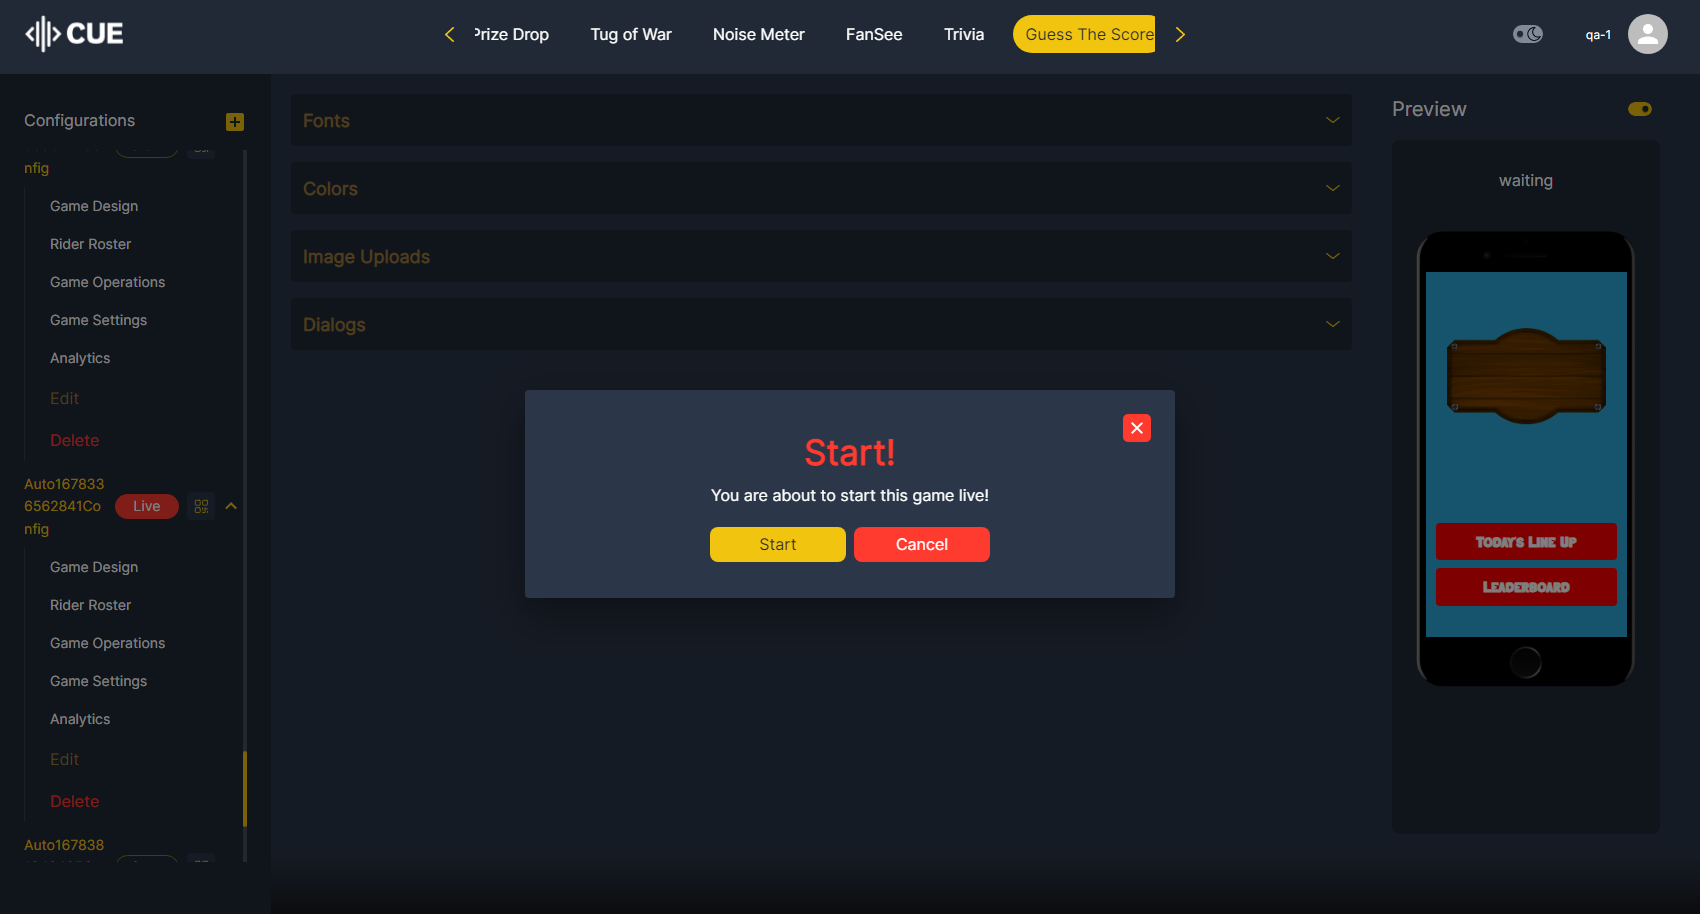 CUE
Prize Drop
Tug of War
Noise Meter
FanSee
Trivia
Guess The Score
qa-1
Configurations
nfig
Game Design
Rider Roster
Game Operations
Game Settings
Analytics
Edit
Delete
Auto167833
6562841Co
nfig
Live
Game Design
Rider Roster
Game Operations
Game Settings
Analytics
Edit
Delete
Auto167838
Fonts
Colors
Image Uploads
Dialogs
Start!
You are about to start this game live!
Start
Cancel
Preview
waiting
Today's Line Up
Leaderboard